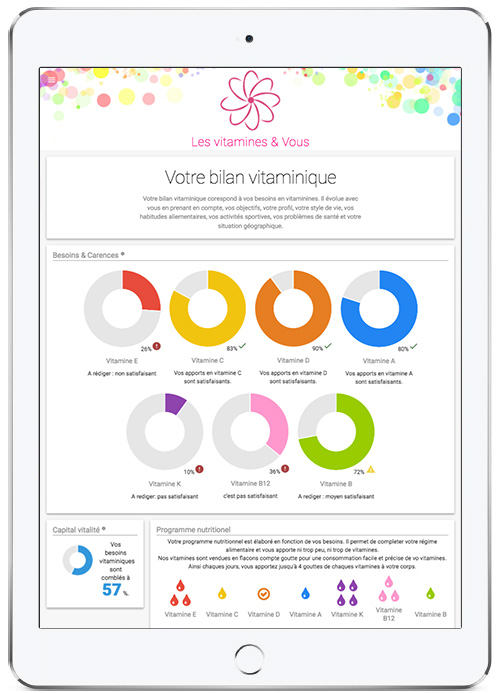 Les vitamines & Vous
Votre bilan vitaminique
Votre bilan vitaminique correspond à vos besoins en vitaminines. Il évolue avec
vous en prenant en compte, vos objectifs, votre profil, votre style de vie, vos
habitudes aliementaires, vos activités sportives, vos problèmes de santé et votre
situation géographique.
Besoins & Carences
26%
83%
90%
80%
Vitamine E
Vitamine C
Vitamine D
Vitamine A
A rédiger : non satisfaisant
Vos apports en vitamine C
sont satisfaisants.
Vos apports en vitamine D
sont satisfaisants.
Vos apports en vitamine A
sont satisfaisants.
10%
36%
72%
Vitamine K
Vitamine B12
Vitamine B
A rediger: pas satisfaisant
c'est pas satisfaisant
A rediger : moyen satisfaisant
Capital vitalité :
Vos
besoins
vitaminiques
sont
comblés à
57 %.
Programme nutritionel
Votre programme nutritionnel est élaboré en fonction de vos besoins. Il permet de completer votre régime
alimentaire et vous apporte ni trop peu, ni trop de vitamines.
Nos vitamines sont vendues en flacons compte goutte pour une consommation facile et précise de vo vitamines.
Ainsi chaques jours, vous apportez jusqu'à 4 gouttes de chaques vitamines à votre corps.
Vitamine E
Vitamine C
Vitamine D
Vitamine A
Vitamine K
Vitamine
B12
Vitamine B